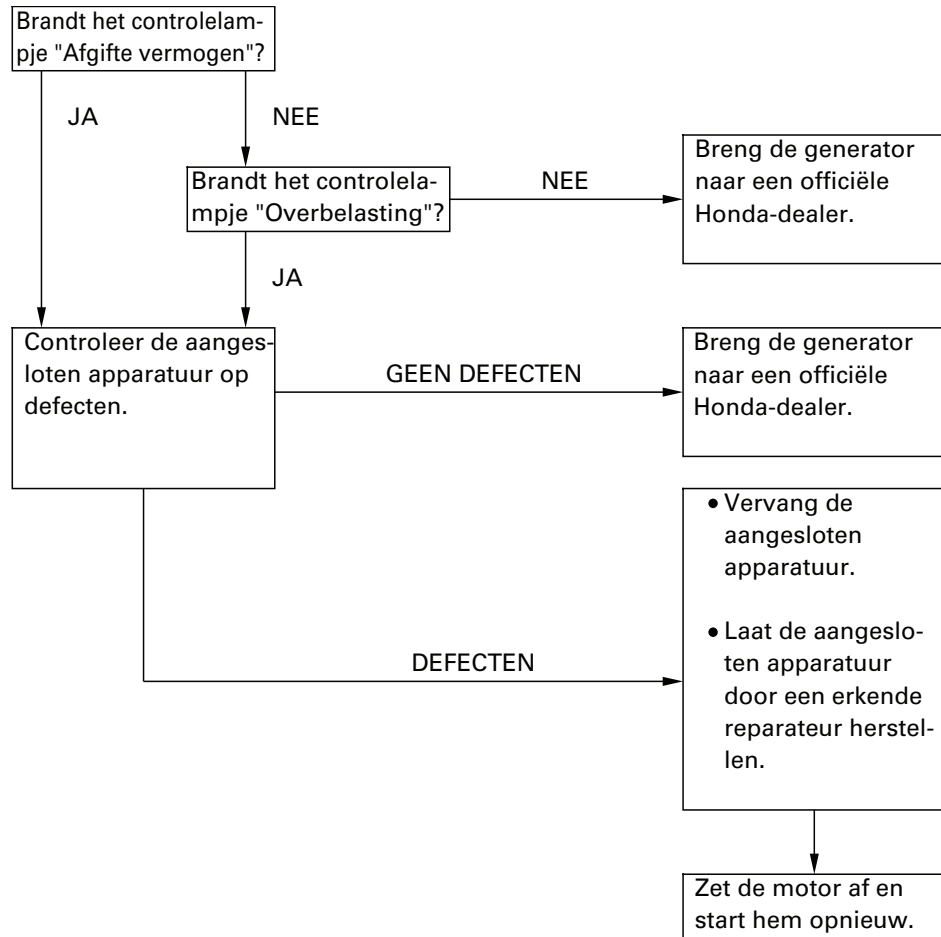 Brandt het controlelam-
pje "Afgifte vermogen"?
JA
NEE
Brandt het controlela-
mpje "Overbelasting"?
NEE
Breng de generator
naar een officiële
Honda-dealer.
JA
Controleer de aanges-
loten apparatuur op
defecten.
GEEN DEFECTEN
Breng de generator
naar een officiële
Honda-dealer.
DEFECTEN
• Vervang de
aangesloten
apparatuur.
• Laat de aangeslo-
ten apparatuur
door een erkende
reparateur herstel-
len.
Zet de motor af en
start hem opnieuw.